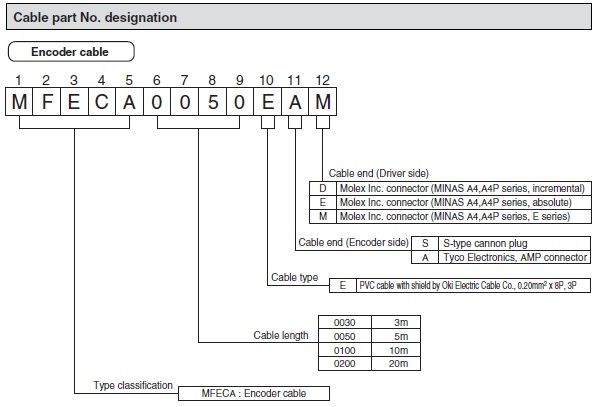 Cable part No. designation
Encoder cable
1 2 3 4 5 6 7 8 9 10 11 12
M F E C A 0 0 5 0 E A M
Cable end (Driver side)
D Molex Inc. connector (MINAS A4,A4P series, incremental)
E Molex Inc. connector (MINAS A4,A4P series, absolute)
M Molex Inc. connector (MINAS A4,A4P series, E series)
Cable end (Encoder side) S S-type cannon plug
A Tyco Electronics, AMP connector
Cable type
E PVC cable with shield by Oki Electric Cable Co., 0.20mm² x 8P, 3P
0030 3m
Cable length 0050 5m
0100 10m
0200 20m
Type classification
MFECA : Encoder cable